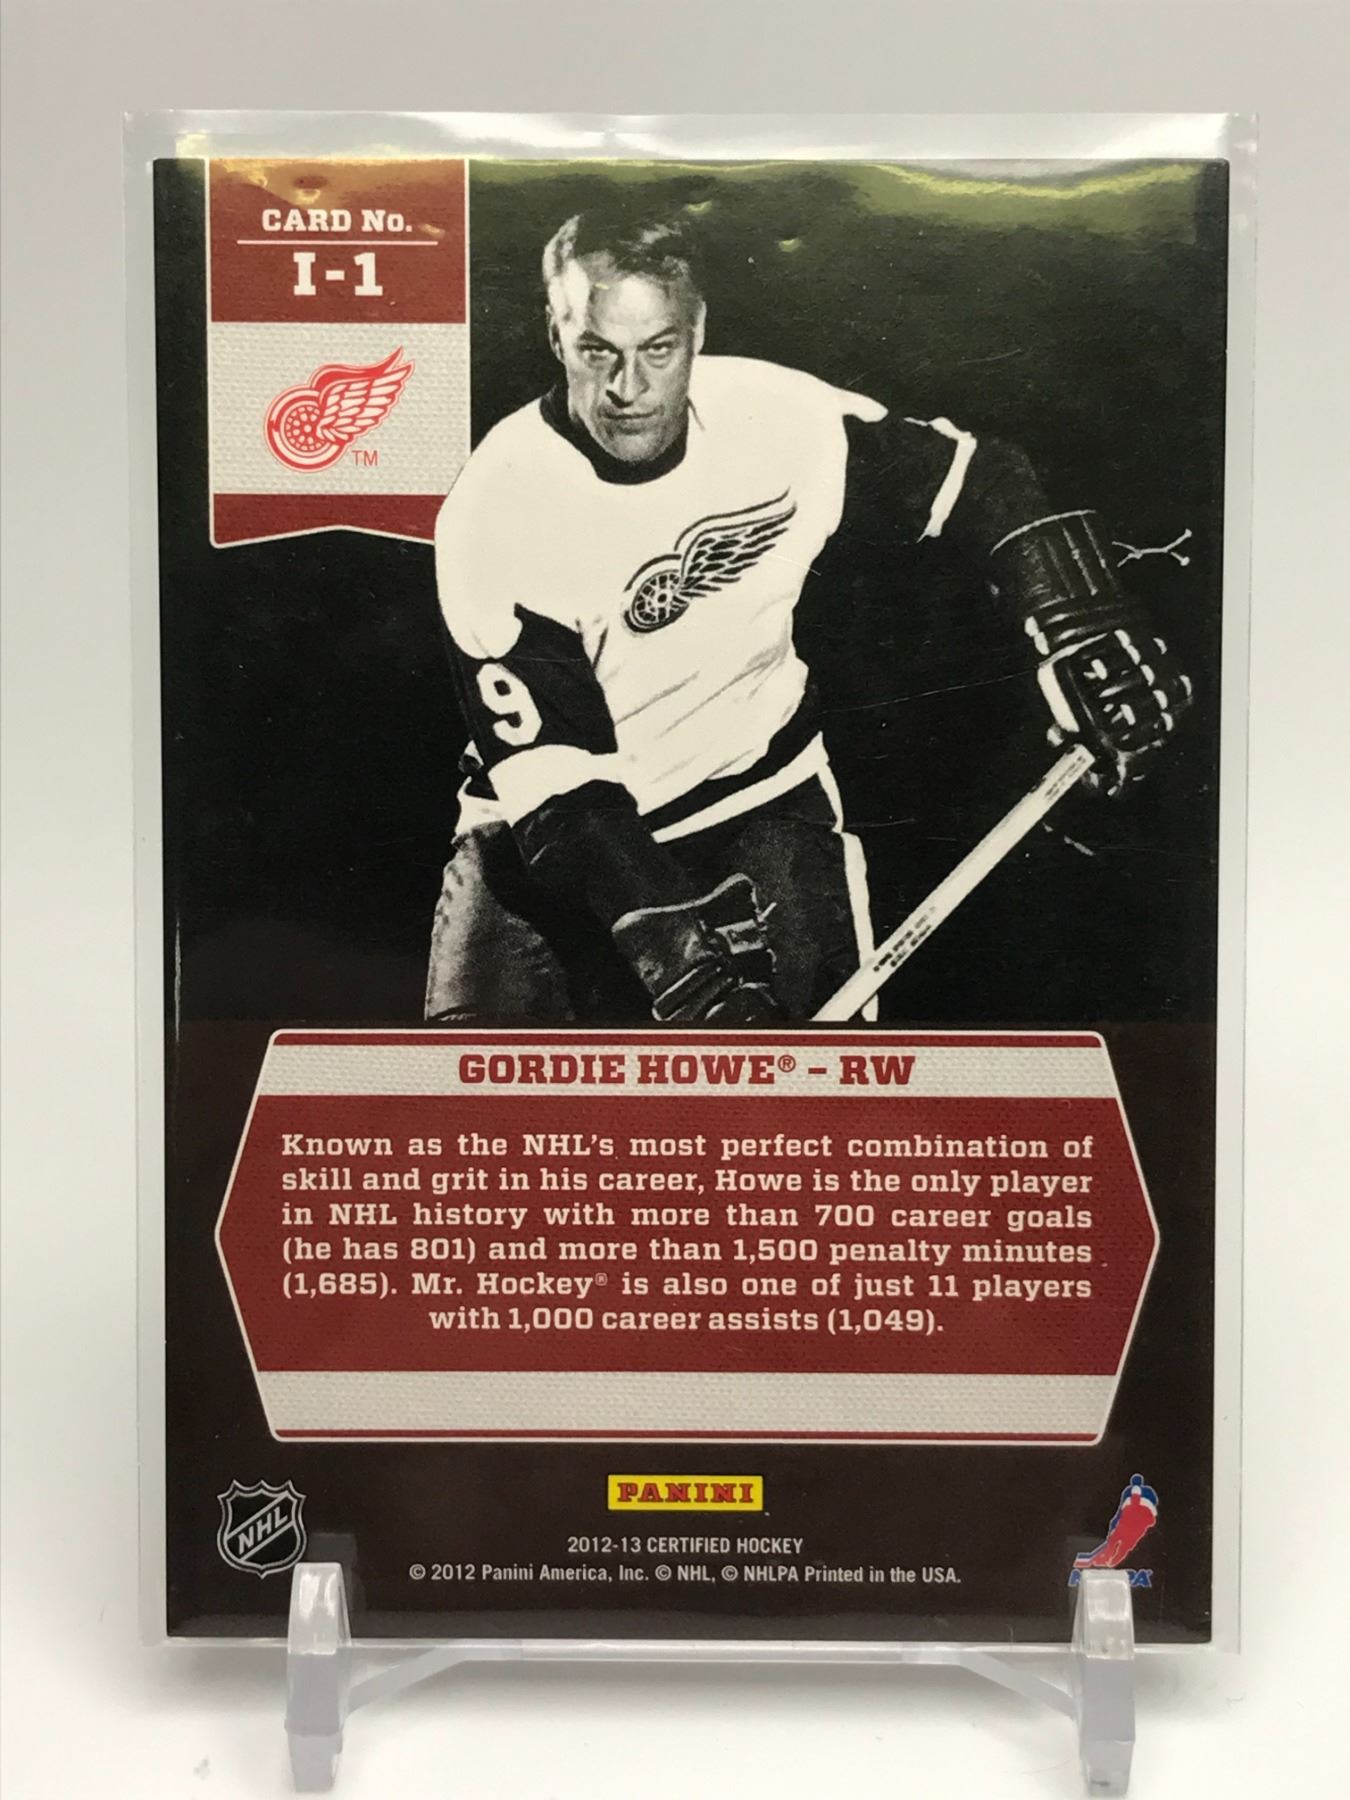 CARD No.
I-1
TM
9
GORDIE HOWE® – RW
Known as the NHL's most perfect combination of
skill and grit in his career, Howe is the only player
in NHL history with more than 700 career goals
(he has 801) and more than 1,500 penalty minutes
(1,685). Mr. Hockey® is also one of just 11 players
with 1,000 career assists (1,049).
PANINI
NHL
2012-13 CERTIFIED HOCKEY
© 2012 Panini America, Inc. © NHL, © NHLPA Printed in the USA.